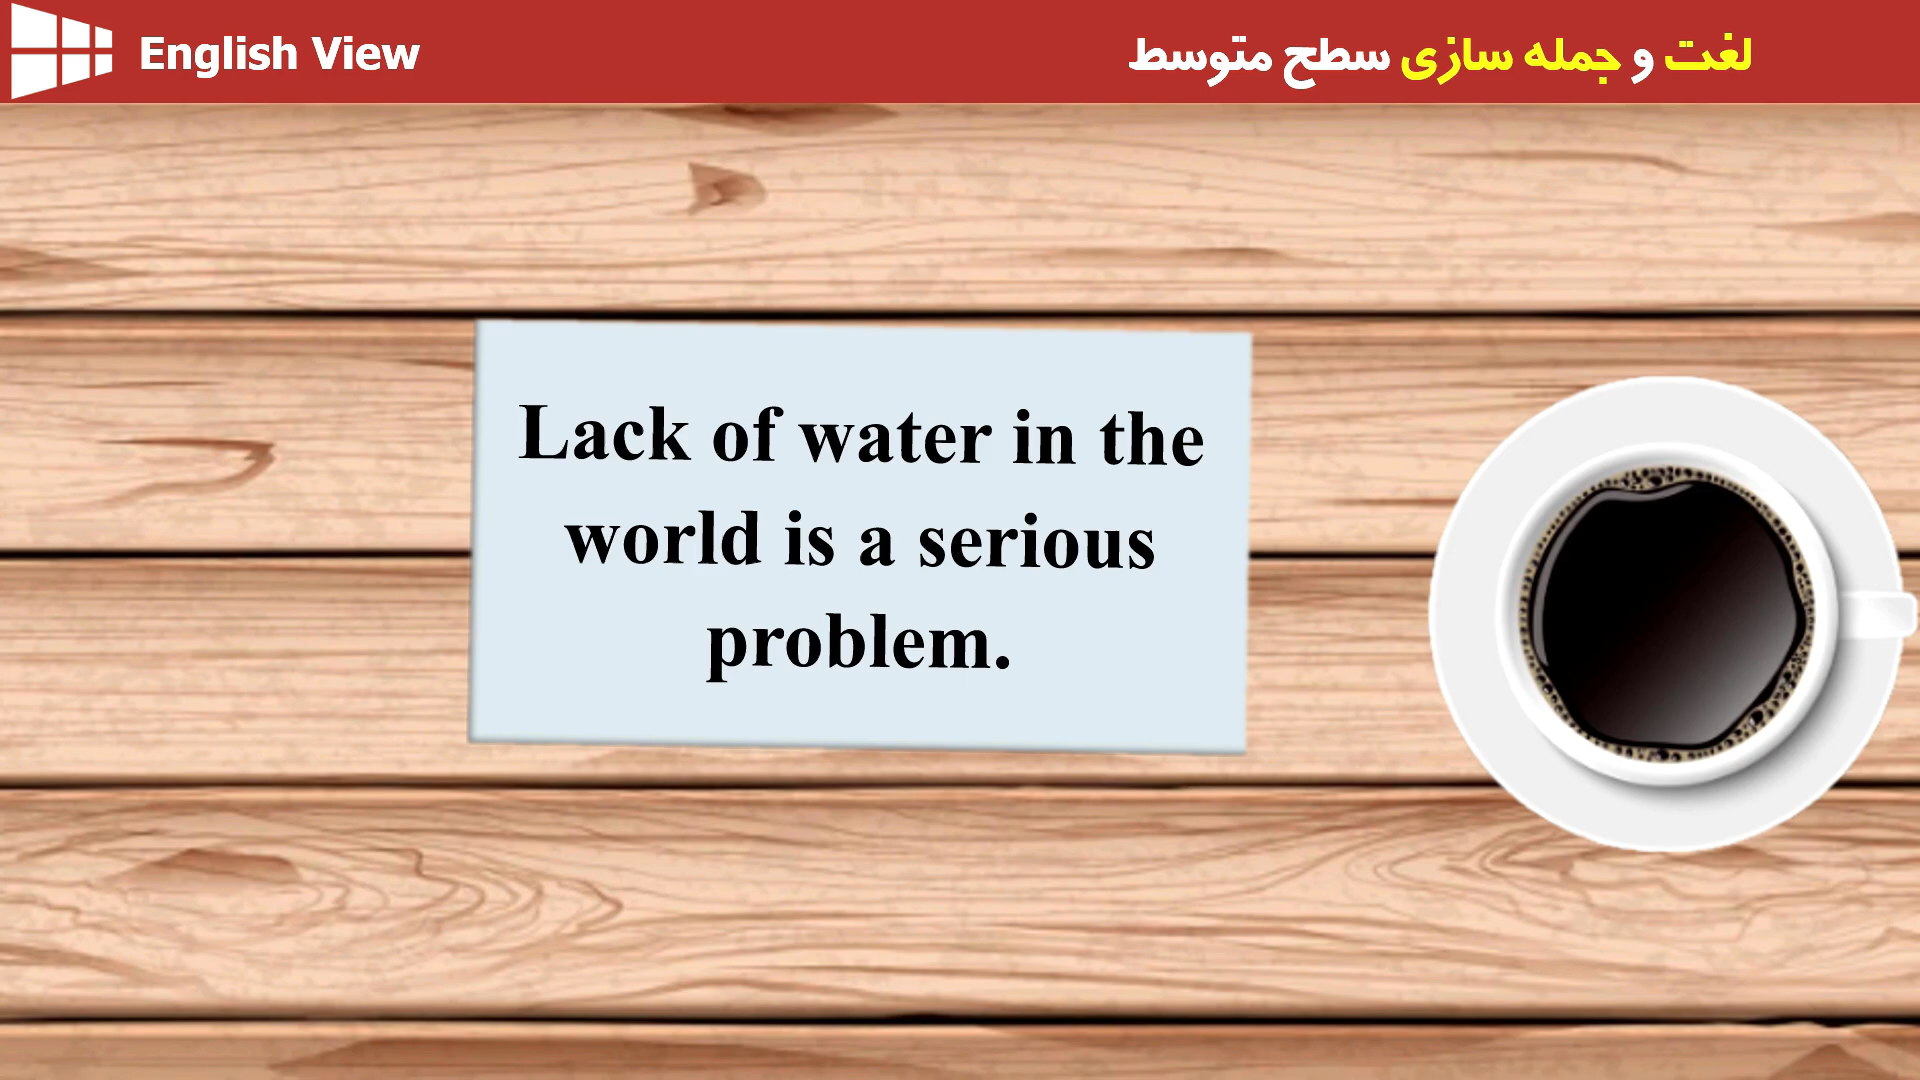 English View
لغت و جمله سازی سطح متوسط
Lack of water in the
world is a serious
problem.